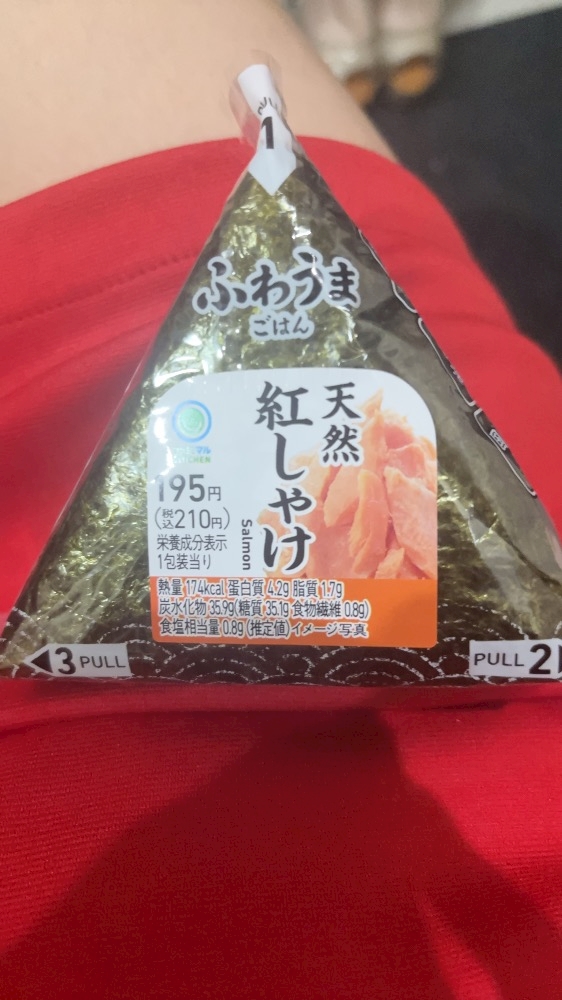 1
ふわうま
ごはん
天然
紅しゃけ
Salmon
195円
(税込210円)
栄養成分表示
1包装当り
熱量 174kcal 蛋白質 4.2g 脂質 1.7g
炭水化物 35.9g(糖質 35.1g 食物繊維 0.8g)
食塩相当量 0.8g (推定値) イメージ写真
3 PULL
PULL 2